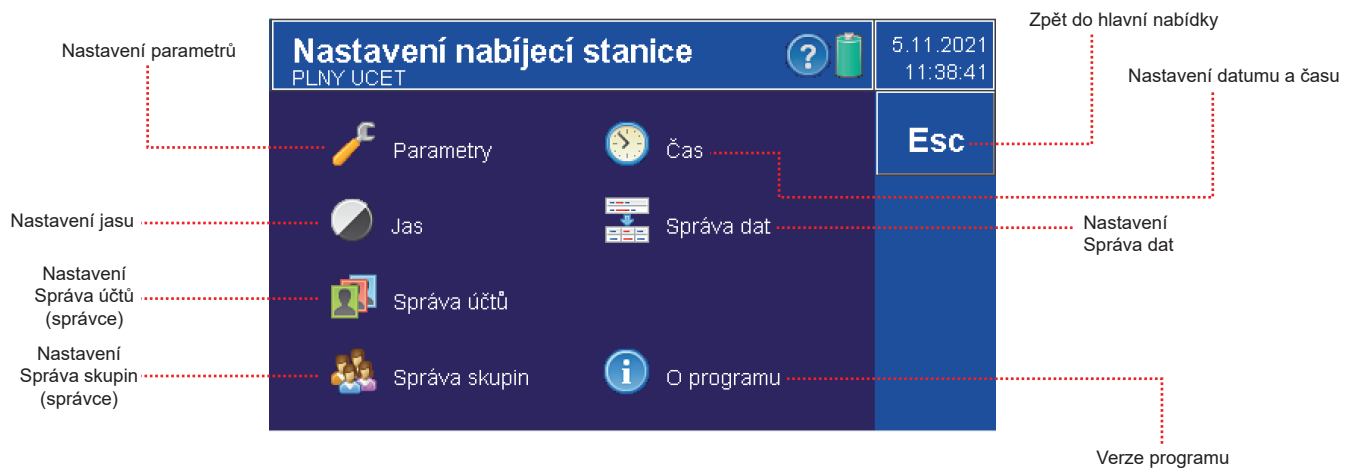 Zpět do hlavní nabídky
Nastavení parametrů
Nastavení nabíjecí stanice
PLNY UCET
?
5.11.2021
11:38:41
Nastavení datumu a času
Parametry
Čas
Esc
Nastavení jasu
Jas
Správa dat
Nastavení
Správa dat
Nastavení
Správa účtů
(správce)
Správa účtů
Nastavení
Správa skupin
(správce)
Správa skupin
O programu
Verze programu